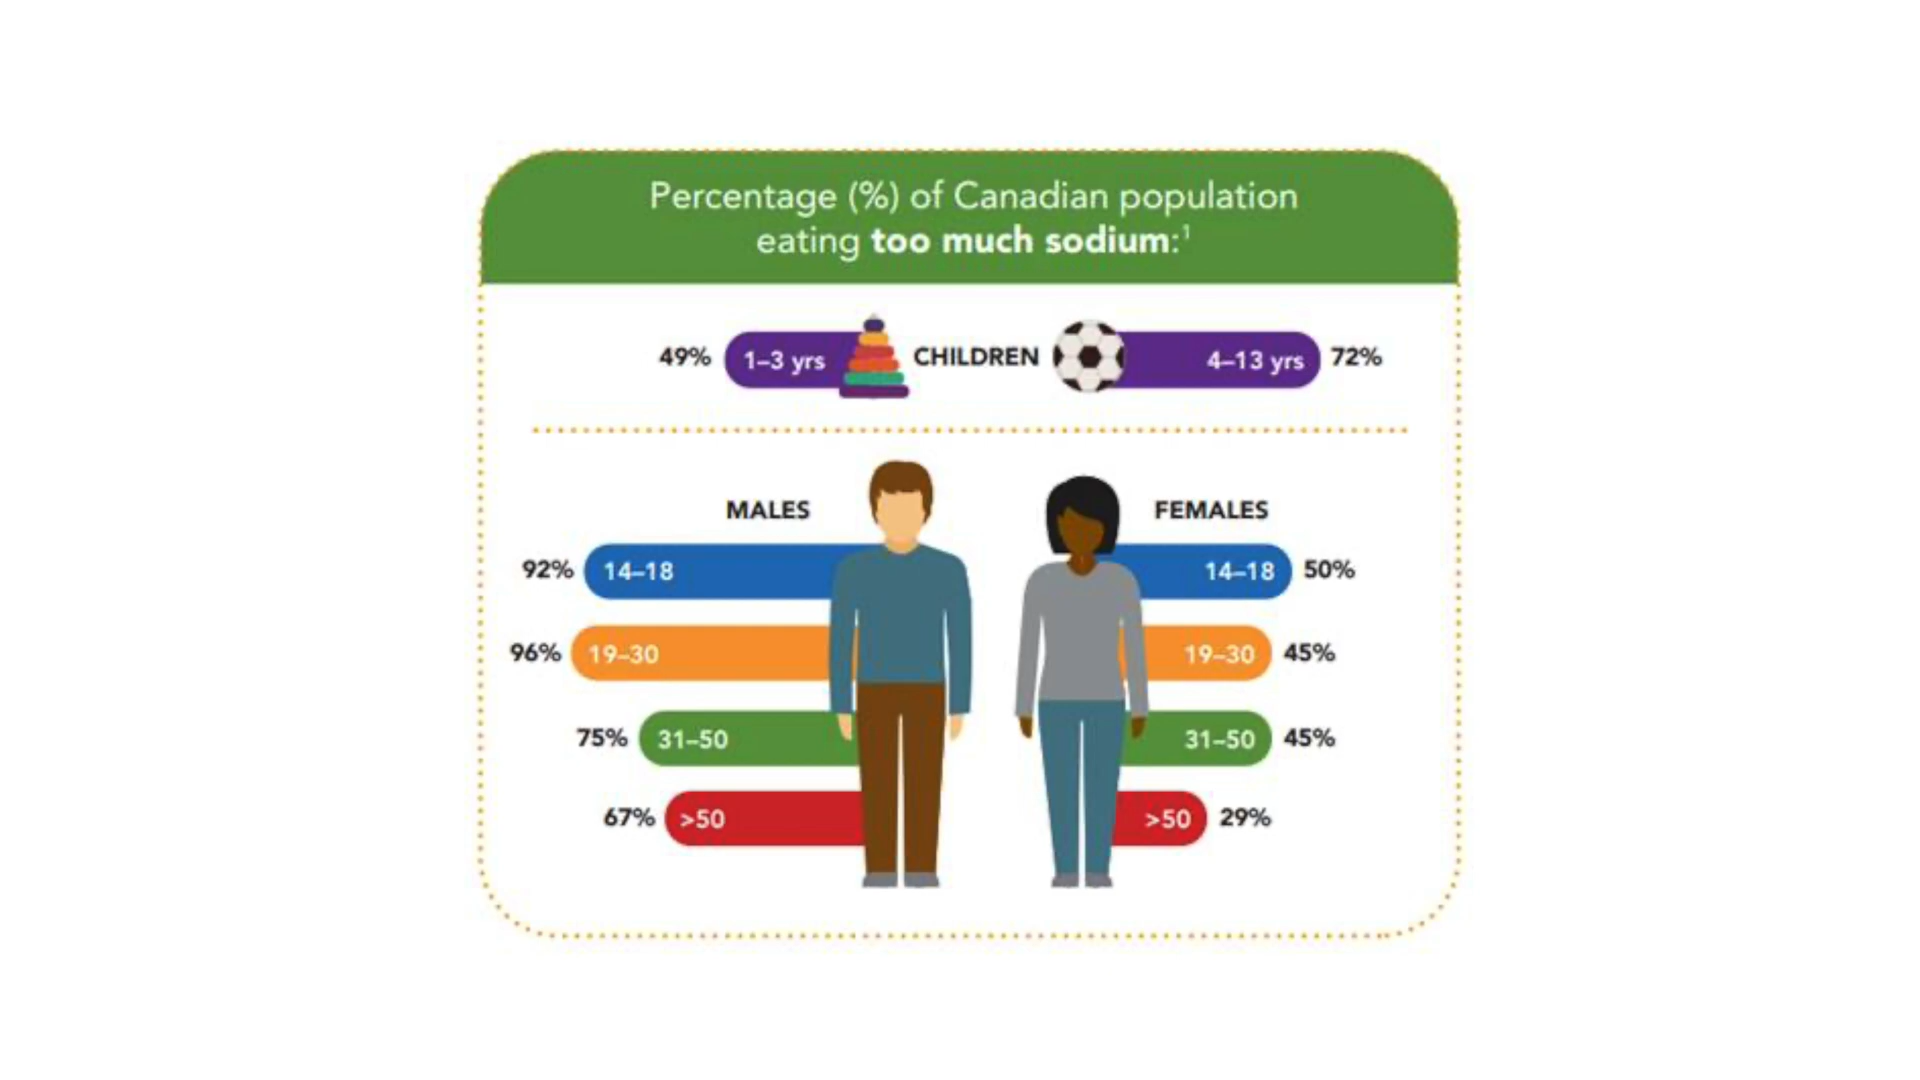 Percentage (%) of Canadian population
eating too much sodium:¹
49% 1–3 yrs CHILDREN 4–13 yrs 72%
MALES FEMALES
92% 14–18 14–18 50%
96% 19–30 19–30 45%
75% 31–50 31–50 45%
67% >50 >50 29%